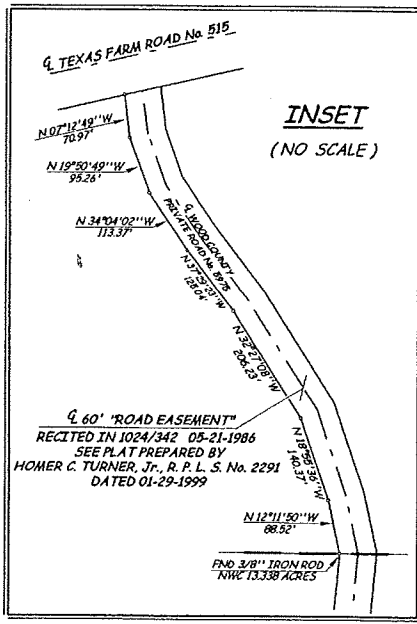 ℄ TEXAS FARM ROAD No. 515
INSET
(NO SCALE)
N 07°12'49"W
70.97'
N 19°50'49"W
95.26'
N 34°04'02"W
113.37'
℄ WOOD COUNTY
PRIVATE ROAD No. 8978
N 37°29'23"W
128.04'
N 32°27'08"W
206.23'
℄ 60' "ROAD EASEMENT"
RECITED IN 1024/342 05-21-1986
SEE PLAT PREPARED BY
HOMER C. TURNER, Jr., R. P. L. S. No. 2291
DATED 01-29-1999
N 18°55'36"W
140.37'
N 12°11'50"W
88.52'
FND 3/8" IRON ROD
NWC 13.338 ACRES